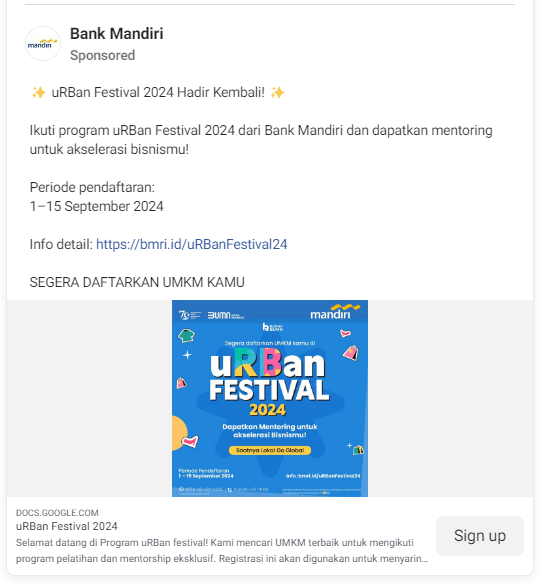 mandiri
Bank Mandiri
Sponsored
✨ uRBan Festival 2024 Hadir Kembali! ✨
Ikuti program uRBan Festival 2024 dari Bank Mandiri dan dapatkan mentoring
untuk akselerasi bisnismu!
Periode pendaftaran:
1–15 September 2024
Info detail: https://bmri.id/uRBanFestival24
SEGERA DAFTARKAN UMKM KAMU
BUMN
mandiri
Segera daftarkan UMKM kamu di
uRBan
FESTIVAL
2024
Dapatkan Mentoring untuk
akselerasi Bisnismu!
Saatnya Lokal Go Global!
Periode Pendaftaran
1 - 15 September 2024
Info :bmri.id/uRBanFestival24
DOCS.GOOGLE.COM
uRBan Festival 2024
Selamat datang di Program uRBan festival! Kami mencari UMKM terbaik untuk mengikuti
program pelatihan dan mentorship eksklusif. Registrasi ini akan digunakan untuk menyarin...
Sign up